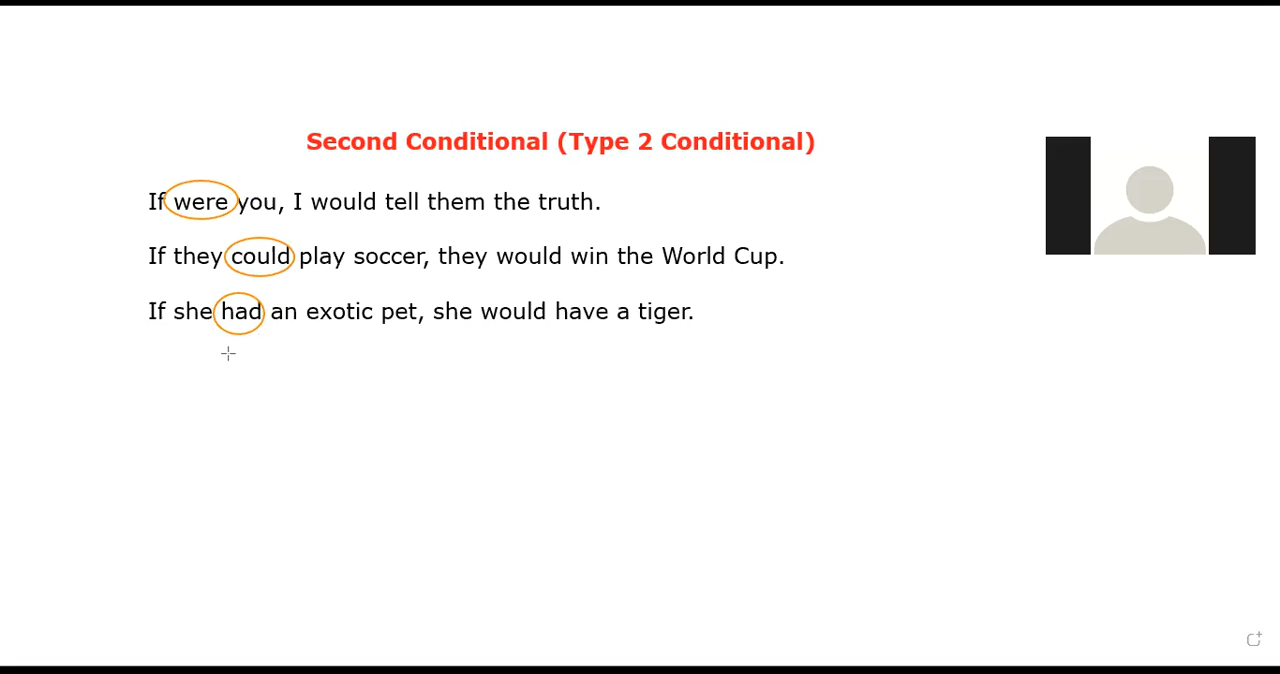 Second Conditional (Type 2 Conditional)
If were you, I would tell them the truth.
If they could play soccer, they would win the World Cup.
If she had an exotic pet, she would have a tiger.